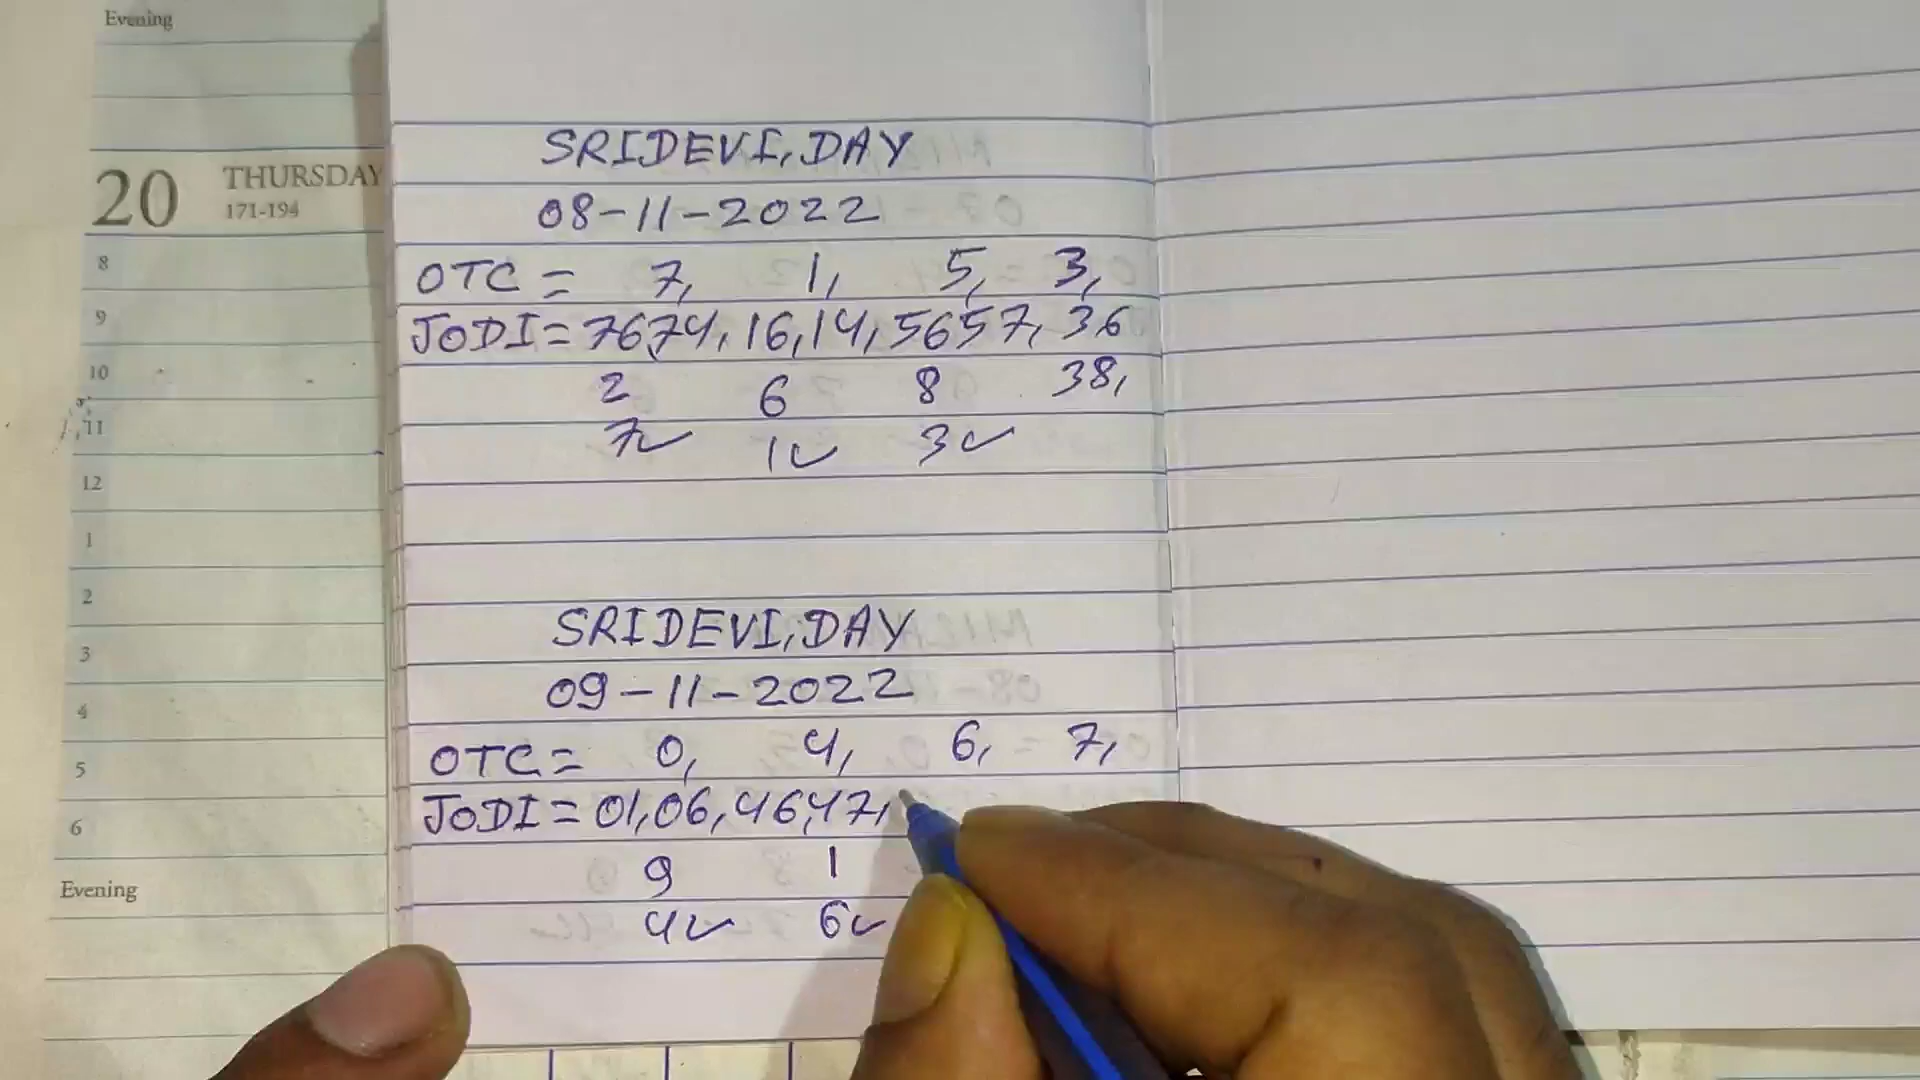 Evening
20 THURSDAY
171-194
8
9
10
11
12
1
2
3
4
5
6
Evening
SRIDEVI, DAY
08-11-2022
OTC = 7, 1, 5, 3,
JODI = 76,74, 16,14, 5657, 36
2 6 8 38,
7✓ 1✓ 3✓
SRIDEVI, DAY
09-11-2022
OTC = 0, 4, 6, 7,
JODI = 01,06, 46,47,
9 1
4✓ 6✓